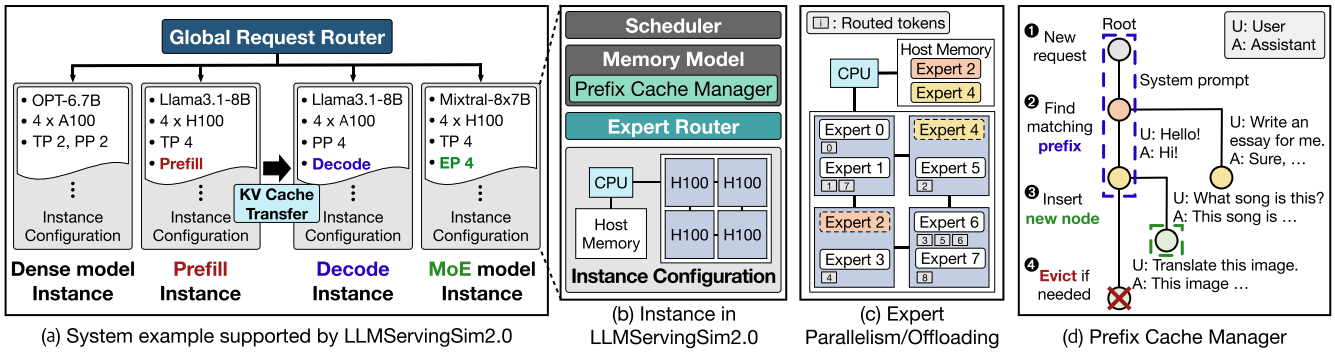 Global Request Router
• OPT-6.7B
• 4 x A100
• TP 2, PP 2
Instance
Configuration
Dense model
Instance
• Llama3.1-8B
• 4 x H100
• TP 4
• Prefill
Instance
Configuration
Prefill
Instance
KV Cache
Transfer
• Llama3.1-8B
• 4 x A100
• PP 4
• Decode
Instance
Configuration
Decode
Instance
• Mixtral-8x7B
• 4 x H100
• TP 4
• EP 4
Instance
Configuration
MoE model
Instance
(a) System example supported by LLMServingSim2.0
Scheduler
Memory Model
Prefix Cache Manager
Expert Router
CPU
Host
Memory
H100
H100
H100
H100
Instance Configuration
(b) Instance in
LLMServingSim2.0
i : Routed tokens
CPU
Host Memory
Expert 2
Expert 4
Expert 0
0
Expert 1
1 7
Expert 4
Expert 5
2
Expert 2
Expert 3
4
Expert 6
3 5 6
Expert 7
8
(c) Expert
Parallelism/Offloading
❶ New
request
Root
U: User
A: Assistant
System prompt
❷ Find
matching
prefix
U: Hello!
A: Hi!
U: Write an
essay for me.
A: Sure, ...
❸ Insert
new node
U: What song is this?
A: This song is ...
❹ Evict if
needed
U: Translate this image.
A: This image ...
(d) Prefix Cache Manager